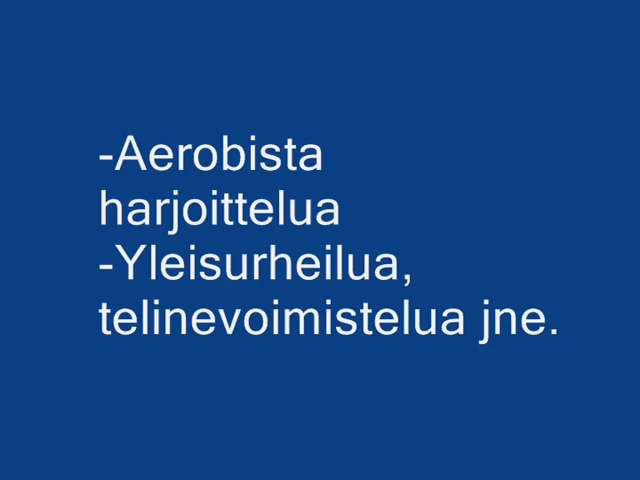 -Aerobista
harjoittelua
-Yleisurheilua,
telinevoimistelua jne.